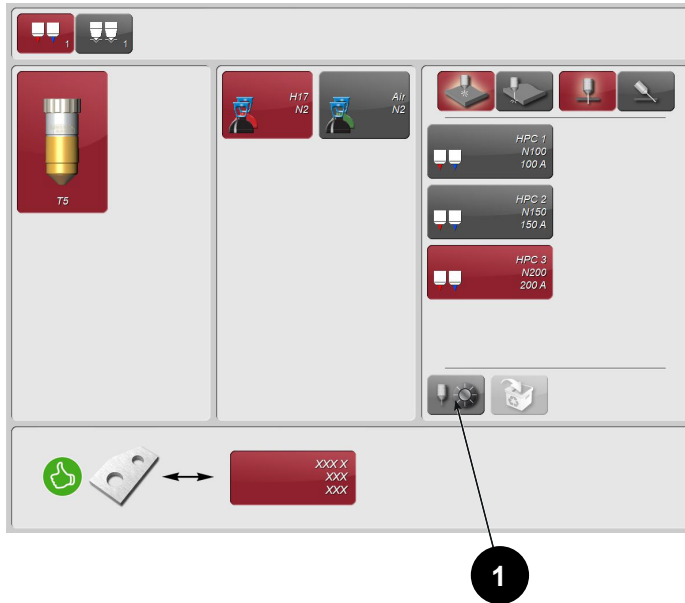 1
1
T5
H17
N2
Air
N2
HPC 1
N100
100 A
HPC 2
N150
150 A
HPC 3
N200
200 A
XXX X
XXX
XXX
1